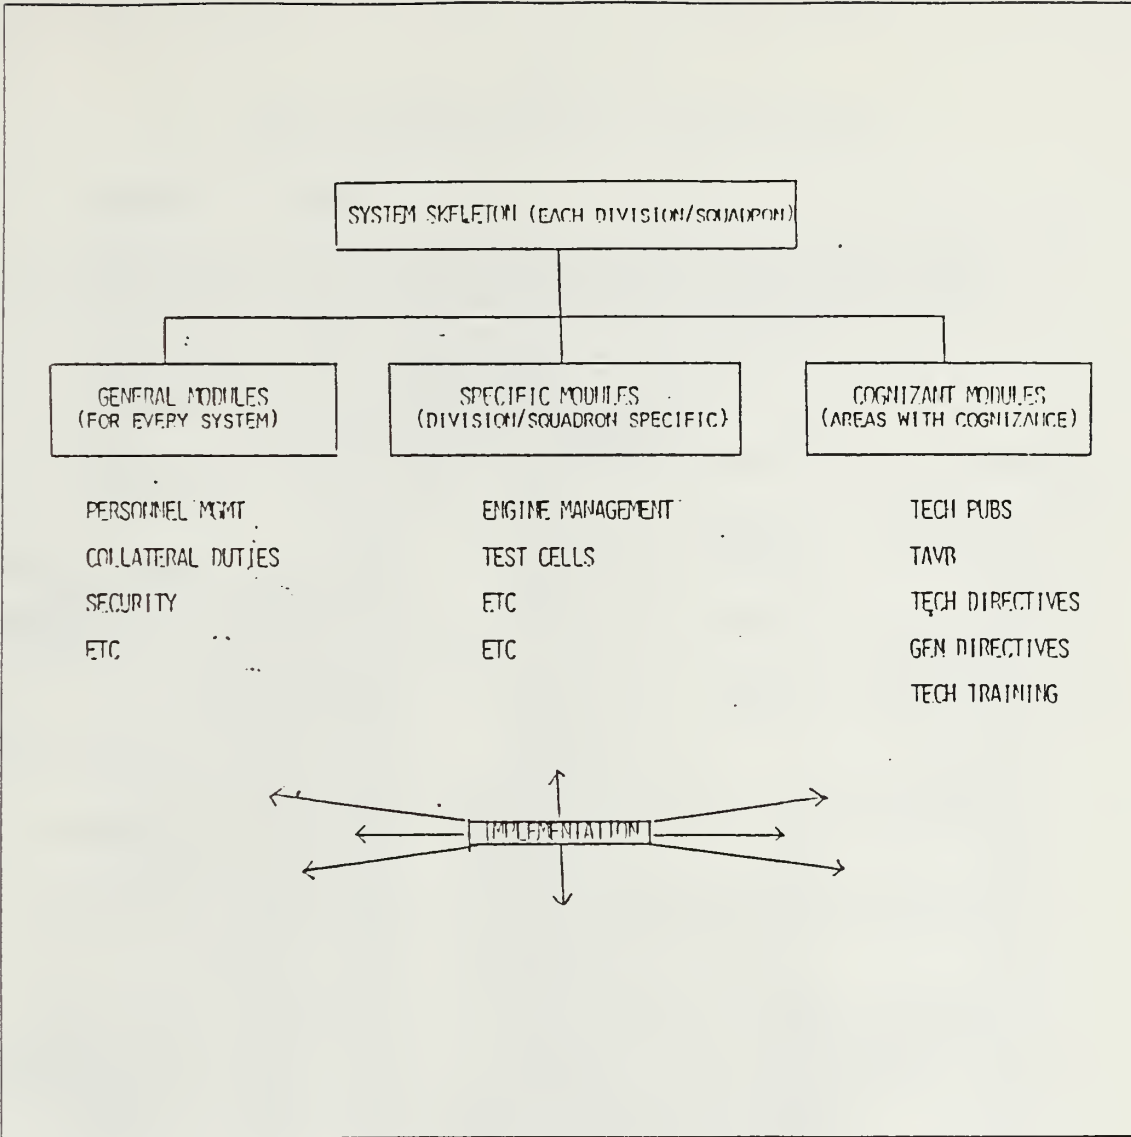 SYSTEM SKELETON (EACH DIVISION/SQUADRON)
GENERAL MODULES
(FOR EVERY SYSTEM)
SPECIFIC MODULES
(DIVISION/SQUADRON SPECIFIC)
COGNIZANT MODULES
(AREAS WITH COGNIZANCE)
PERSONNEL MGMT
COLLATERAL DUTIES
SECURITY
ETC
ENGINE MANAGEMENT
TEST CELLS
ETC
ETC
TECH PUBS
TAVB
TECH DIRECTIVES
GEN DIRECTIVES
TECH TRAINING
IMPLEMENTATION